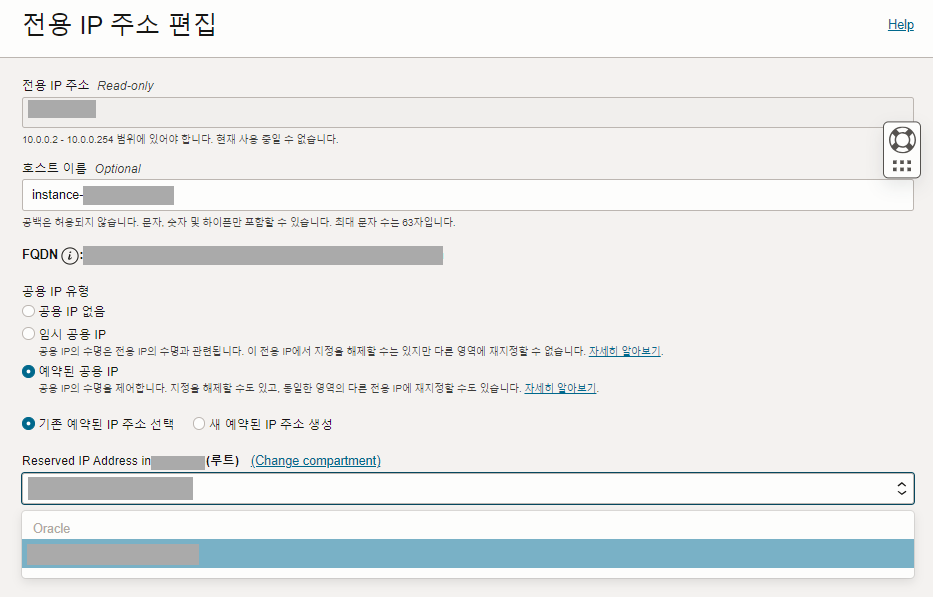 전용 IP 주소 편집
Help
전용 IP 주소 Read-only
10.0.0.2 - 10.0.0.254 범위에 있어야 합니다. 현재 사용 중일 수 없습니다.
호스트 이름 Optional
instance-
공백은 허용되지 않습니다. 문자, 숫자 및 하이픈만 포함할 수 있습니다. 최대 문자 수는 63자입니다.
FQDN i:
공용 IP 유형
공용 IP 없음
임시 공용 IP
공용 IP의 수명은 전용 IP의 수명과 관련됩니다. 이 전용 IP에서 지정을 해제할 수는 있지만 다른 영역에 재지정할 수 없습니다. 자세히 알아보기.
예약된 공용 IP
공용 IP의 수명을 제어합니다. 지정을 해제할 수도 있고, 동일한 영역의 다른 전용 IP에 재지정할 수도 있습니다. 자세히 알아보기.
기존 예약된 IP 주소 선택 새 예약된 IP 주소 생성
Reserved IP Address in (루트) (Change compartment)
Oracle